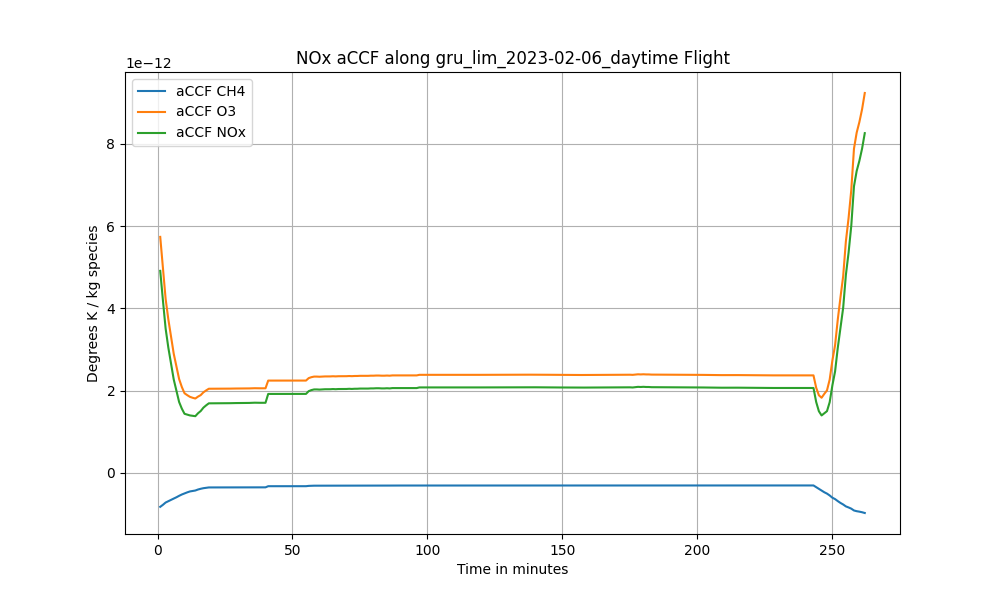 NOx aCCF along gru_lim_2023-02-06_daytime Flight
1e−12
aCCF CH4
aCCF O3
aCCF NOx
Degrees K / kg species
8
6
4
2
0
0 50 100 150 200 250
Time in minutes